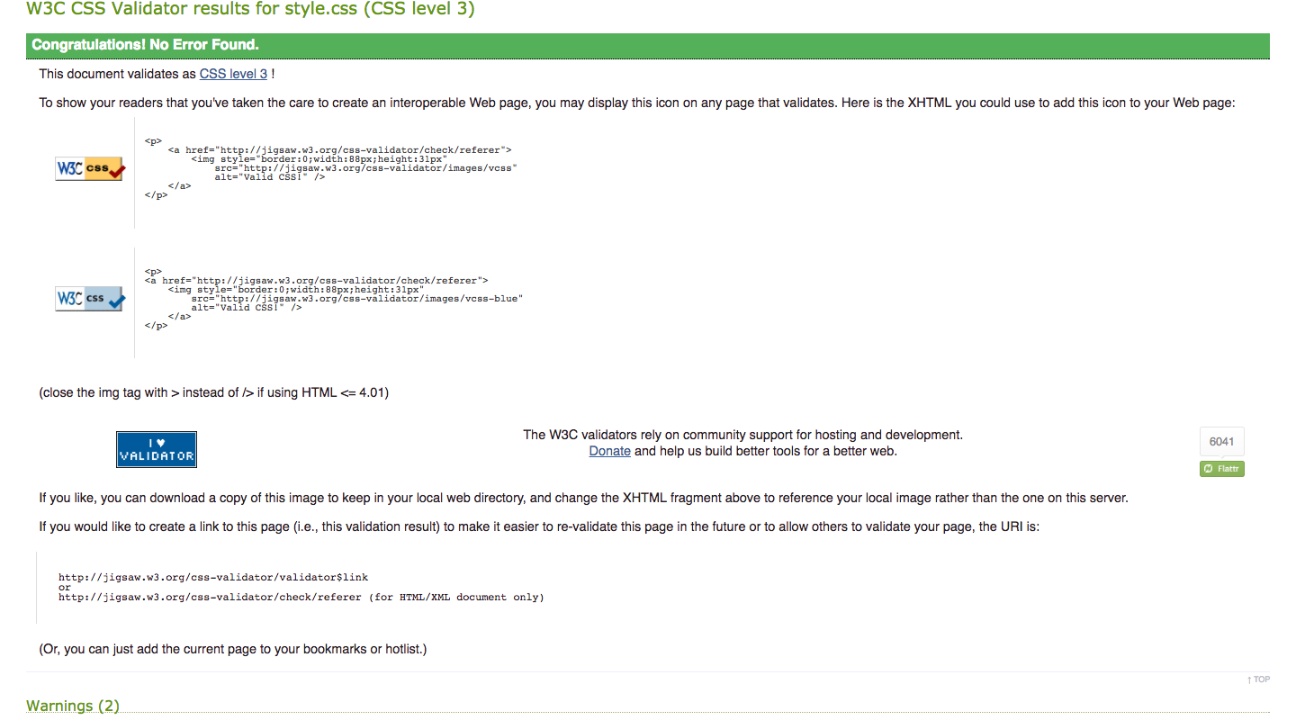 W3C CSS Validator results for style.css (CSS level 3)
Congratulations! No Error Found.
This document validates as CSS level 3 !
To show your readers that you've taken the care to create an interoperable Web page, you may display this icon on any page that validates. Here is the XHTML you could use to add this icon to your Web page:
W3C css
<p>
<a href="http://jigsaw.w3.org/css-validator/check/referer">
<img style="border:0;width:88px;height:31px"
src="http://jigsaw.w3.org/css-validator/images/vcss"
alt="Valid CSS!" />
</a>
</p>
W3C css
<p>
<a href="http://jigsaw.w3.org/css-validator/check/referer">
<img style="border:0;width:88px;height:31px"
src="http://jigsaw.w3.org/css-validator/images/vcss-blue"
alt="Valid CSS!" />
</a>
</p>
(close the img tag with > instead of /> if using HTML <= 4.01)
I ♥
VALIDATOR
The W3C validators rely on community support for hosting and development.
Donate and help us build better tools for a better web.
6041
Flattr
If you like, you can download a copy of this image to keep in your local web directory, and change the XHTML fragment above to reference your local image rather than the one on this server.
If you would like to create a link to this page (i.e., this validation result) to make it easier to re-validate this page in the future or to allow others to validate your page, the URI is:
http://jigsaw.w3.org/css-validator/validator$link
or
http://jigsaw.w3.org/css-validator/check/referer (for HTML/XML document only)
(Or, you can just add the current page to your bookmarks or hotlist.)
↑ TOP
Warnings (2)